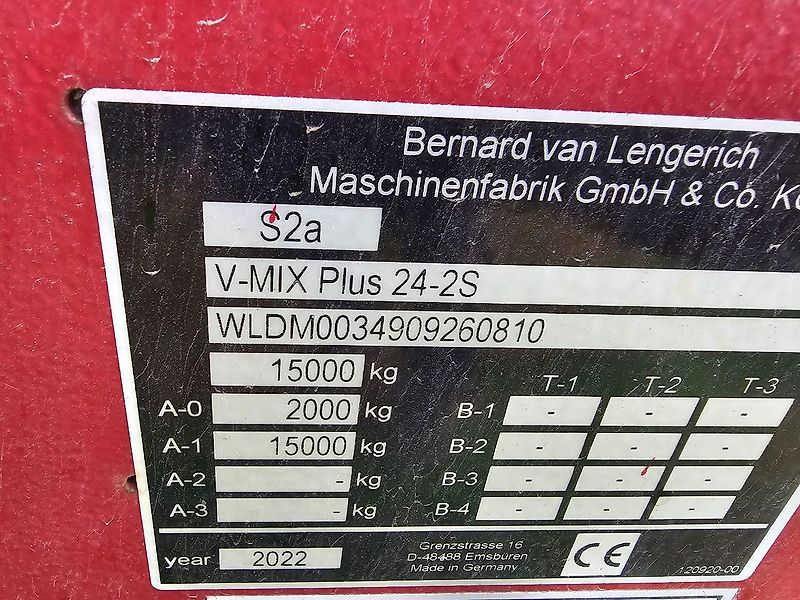 Bernard van Lengerich
Maschinenfabrik GmbH & Co.
S2a
V-MIX Plus 24-2S
WLDM0034909260810
15000 kg
T-1 T-2 T-3
A-0 2000 kg B-1 - - -
A-1 15000 kg B-2 - - -
A-2 - kg B-3 - - -
A-3 - kg B-4 - - -
year 2022
Grenzstrasse 16
D-48488 Emsbüren
Made in Germany
CE
120920-00